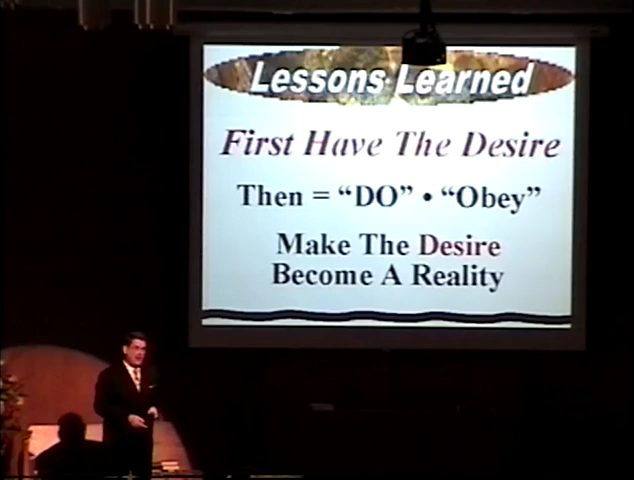 Lessons Learned
First Have The Desire
Then = “DO” • “Obey”
Make The Desire
Become A Reality